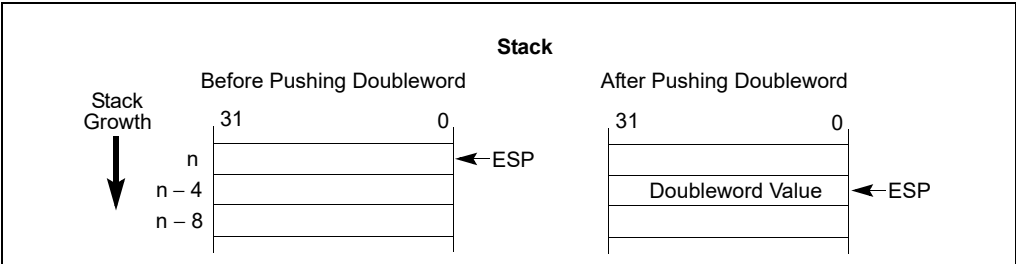 Stack
Before Pushing Doubleword
After Pushing Doubleword
Stack
Growth
31 0
31 0
n
ESP
n − 4
Doubleword Value
ESP
n − 8